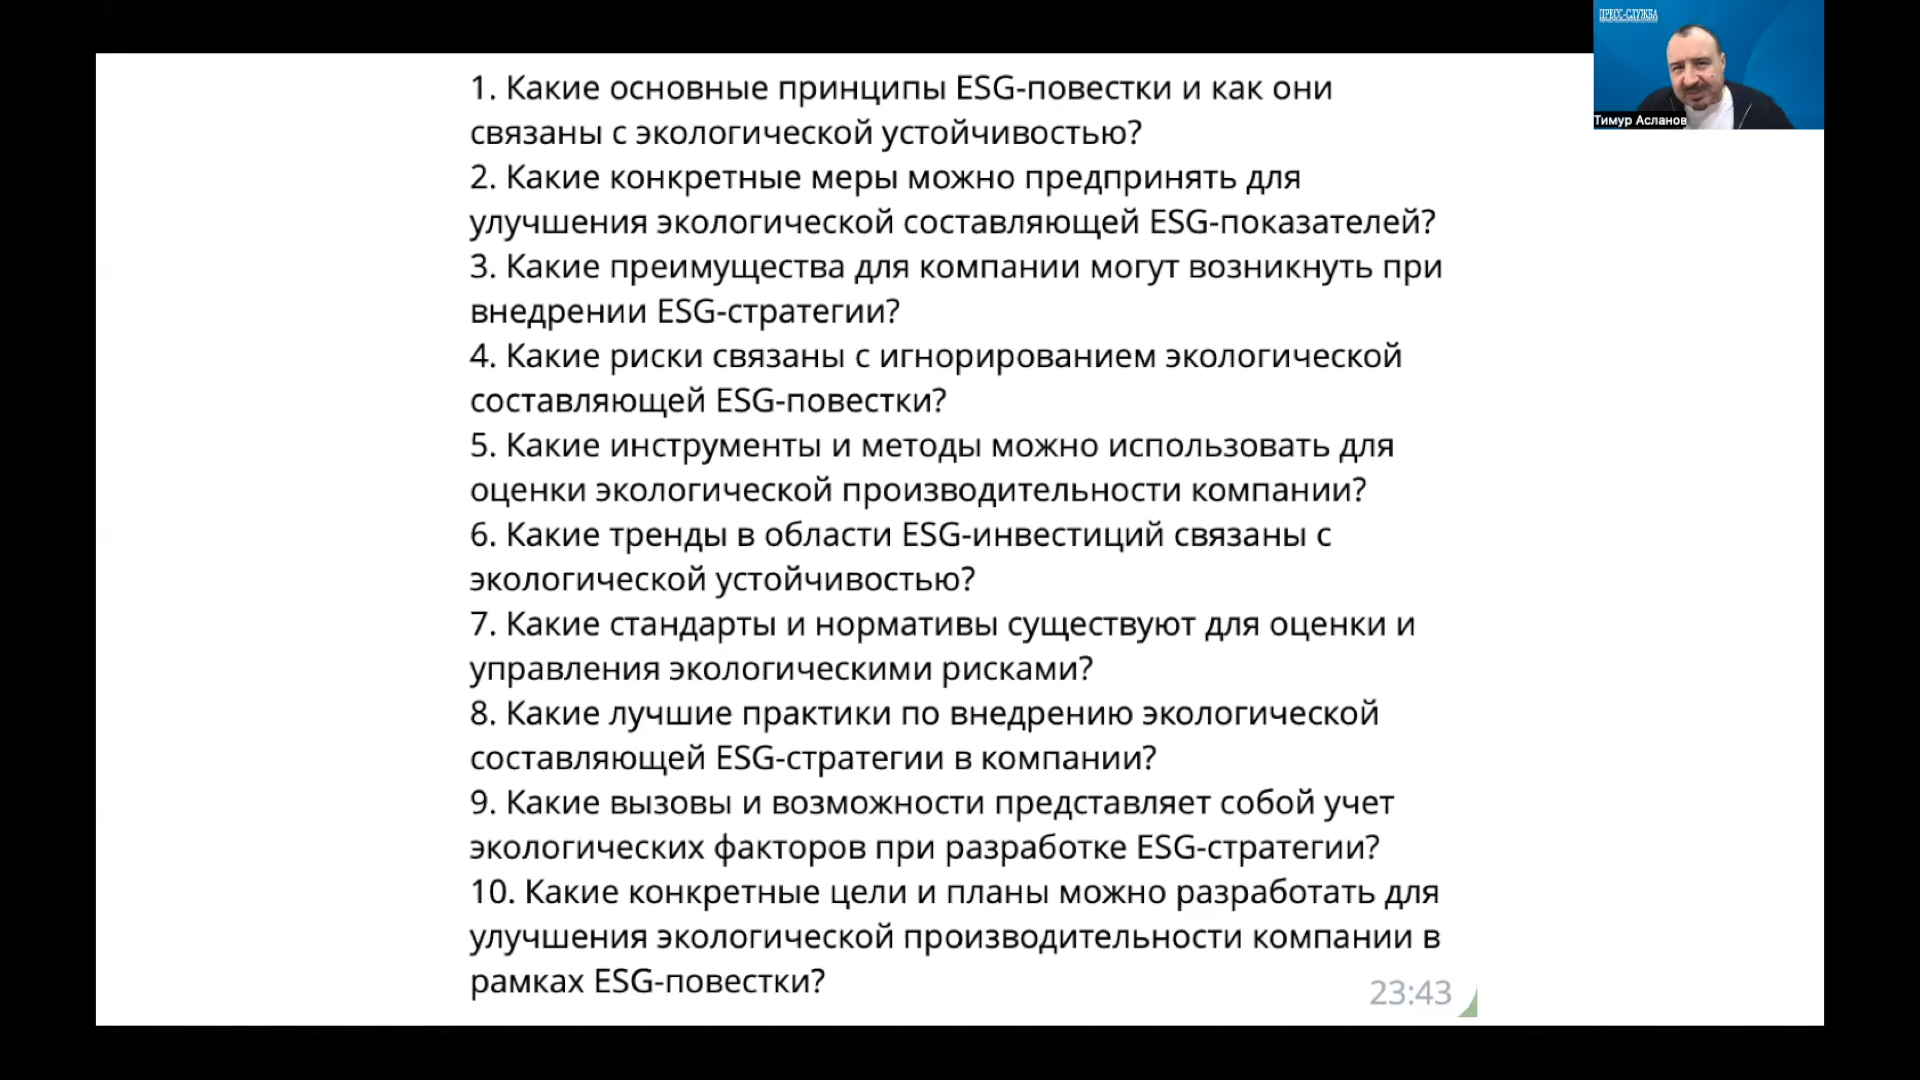 ПРЕСС-СЛУЖБА
Тимур Асланов
1. Какие основные принципы ESG-повестки и как они
связаны с экологической устойчивостью?
2. Какие конкретные меры можно предпринять для
улучшения экологической составляющей ESG-показателей?
3. Какие преимущества для компании могут возникнуть при
внедрении ESG-стратегии?
4. Какие риски связаны с игнорированием экологической
составляющей ESG-повестки?
5. Какие инструменты и методы можно использовать для
оценки экологической производительности компании?
6. Какие тренды в области ESG-инвестиций связаны с
экологической устойчивостью?
7. Какие стандарты и нормативы существуют для оценки и
управления экологическими рисками?
8. Какие лучшие практики по внедрению экологической
составляющей ESG-стратегии в компании?
9. Какие вызовы и возможности представляет собой учет
экологических факторов при разработке ESG-стратегии?
10. Какие конкретные цели и планы можно разработать для
улучшения экологической производительности компании в
рамках ESG-повестки?
23:43